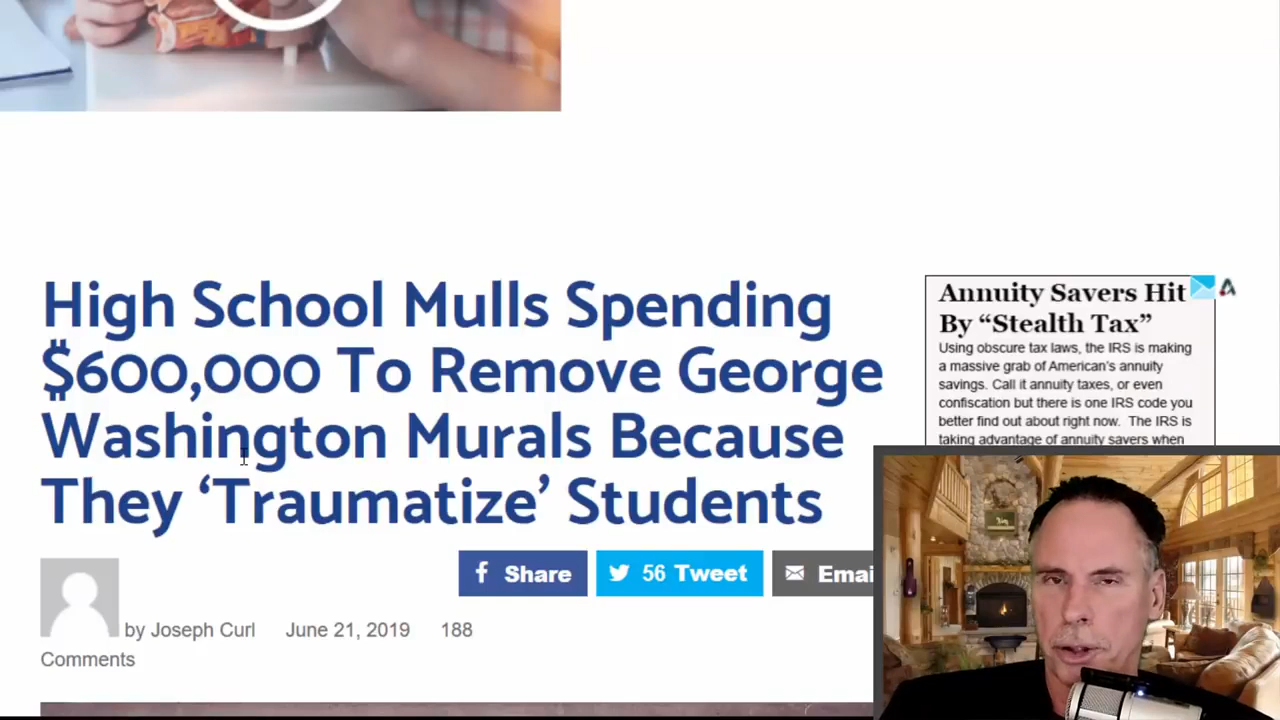 High School Mulls Spending
$600,000 To Remove George
Washington Murals Because
They ‘Traumatize’ Students
Share
56 Tweet
Emai
by Joseph Curl June 21, 2019 188
Comments
Annuity Savers Hit
By “Stealth Tax”
Using obscure tax laws, the IRS is making
a massive grab of American's annuity
savings. Call it annuity taxes, or even
confiscation but there is one IRS code you
better find out about right now. The IRS is
taking advantage of annuity savers when